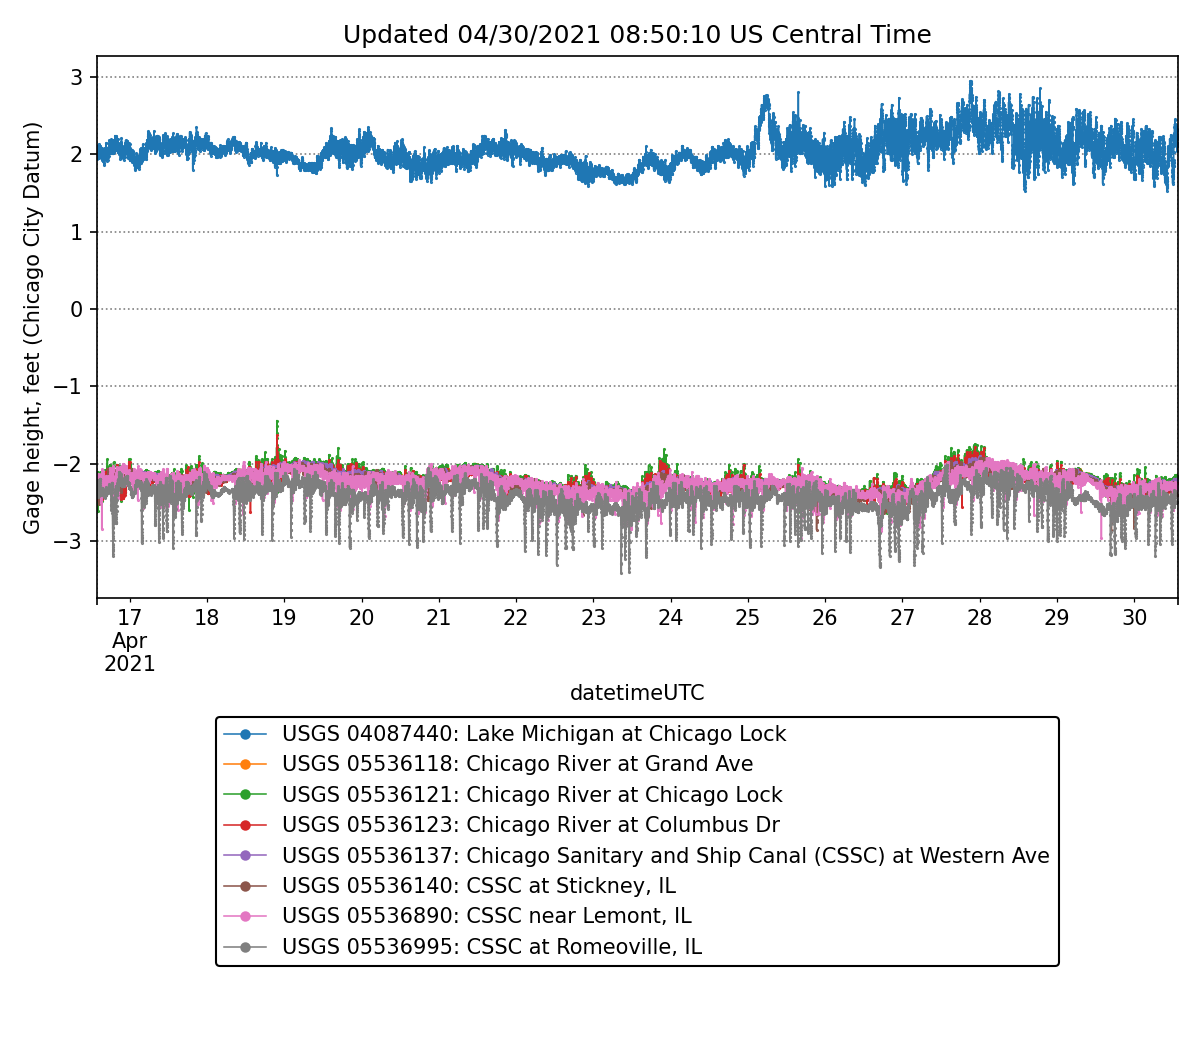 Updated 04/30/2021 08:50:10 US Central Time
Gage height, feet (Chicago City Datum)
3
2
1
0
−1
−2
−3
17 18 19 20 21 22 23 24 25 26 27 28 29 30
Apr
2021
datetimeUTC
USGS 04087440: Lake Michigan at Chicago Lock
USGS 05536118: Chicago River at Grand Ave
USGS 05536121: Chicago River at Chicago Lock
USGS 05536123: Chicago River at Columbus Dr
USGS 05536137: Chicago Sanitary and Ship Canal (CSSC) at Western Ave
USGS 05536140: CSSC at Stickney, IL
USGS 05536890: CSSC near Lemont, IL
USGS 05536995: CSSC at Romeoville, IL